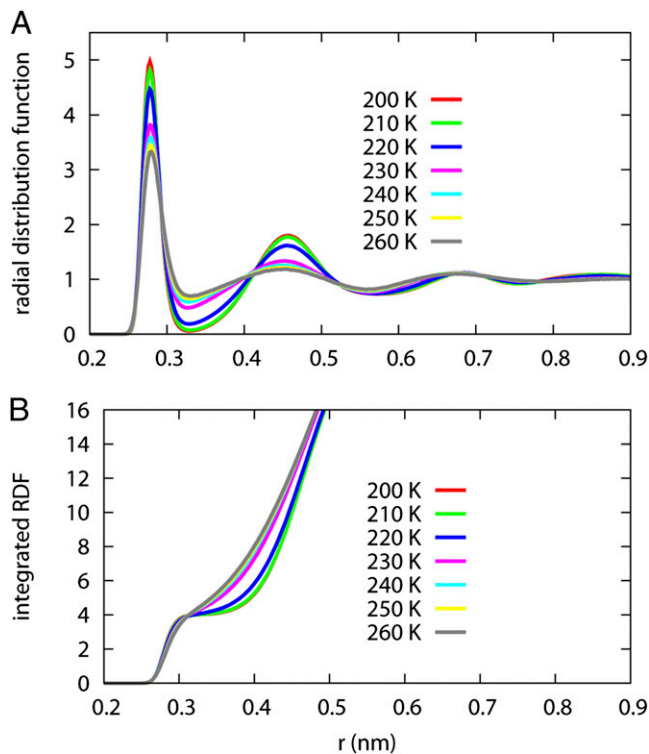 A
radial distribution function
5
4
3
2
1
0
200 K
210 K
220 K
230 K
240 K
250 K
260 K
0.2 0.3 0.4 0.5 0.6 0.7 0.8 0.9
B
integrated RDF
16
14
12
10
8
6
4
2
0
200 K
210 K
220 K
230 K
240 K
250 K
260 K
0.2 0.3 0.4 0.5 0.6 0.7 0.8 0.9
r (nm)